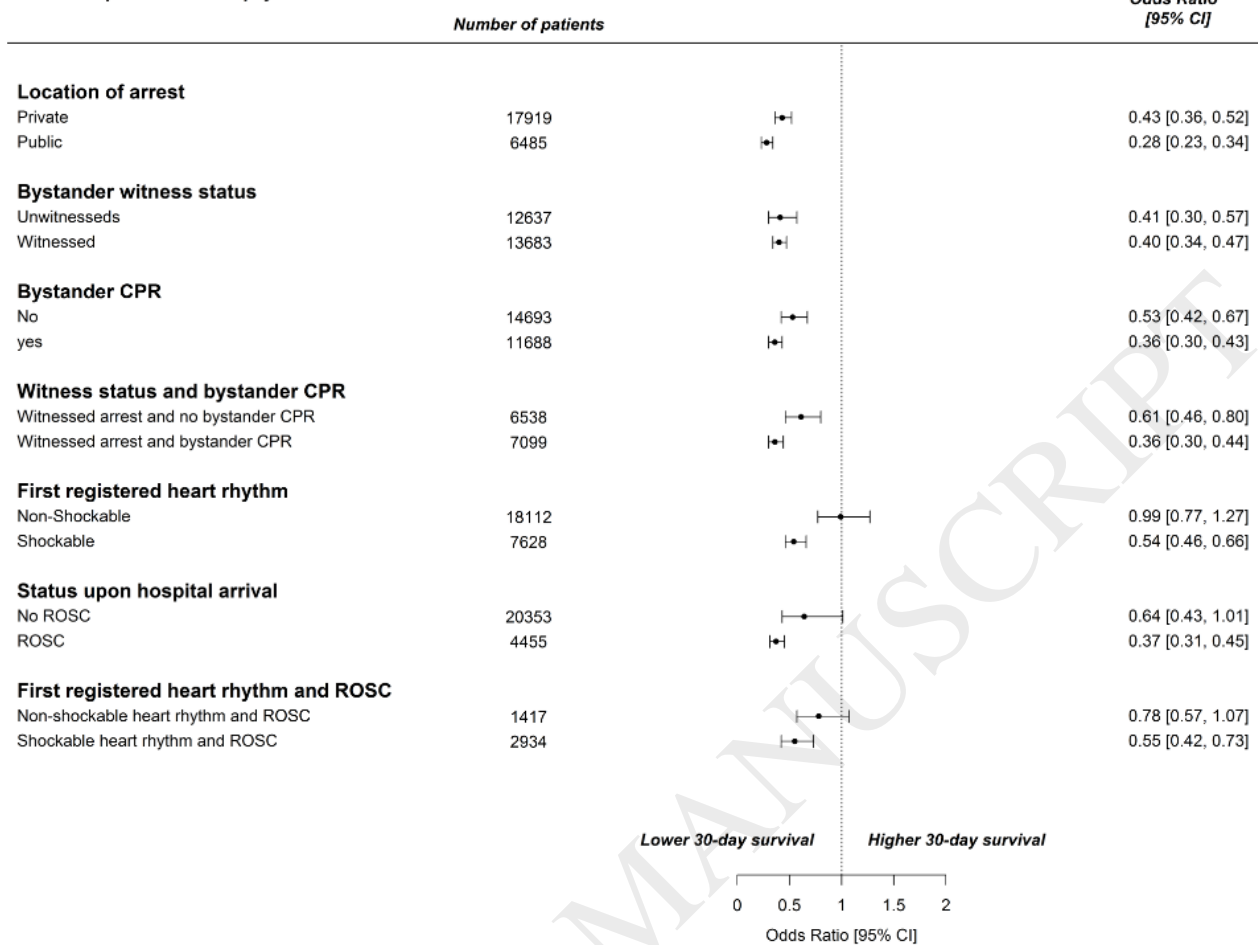 Odds Ratio
Number of patients [95% CI]
Location of arrest
Private 17919 0.43 [0.36, 0.52]
Public 6485 0.28 [0.23, 0.34]
Bystander witness status
Unwitnesseds 12637 0.41 [0.30, 0.57]
Witnessed 13683 0.40 [0.34, 0.47]
Bystander CPR
No 14693 0.53 [0.42, 0.67]
yes 11688 0.36 [0.30, 0.43]
Witness status and bystander CPR
Witnessed arrest and no bystander CPR 6538 0.61 [0.46, 0.80]
Witnessed arrest and bystander CPR 7099 0.36 [0.30, 0.44]
First registered heart rhythm
Non-Shockable 18112 0.99 [0.77, 1.27]
Shockable 7628 0.54 [0.46, 0.66]
Status upon hospital arrival
No ROSC 20353 0.64 [0.43, 1.01]
ROSC 4455 0.37 [0.31, 0.45]
First registered heart rhythm and ROSC
Non-shockable heart rhythm and ROSC 1417 0.78 [0.57, 1.07]
Shockable heart rhythm and ROSC 2934 0.55 [0.42, 0.73]
Lower 30-day survival Higher 30-day survival
0 0.5 1 1.5 2
Odds Ratio [95% CI]
MANUSCRIPT